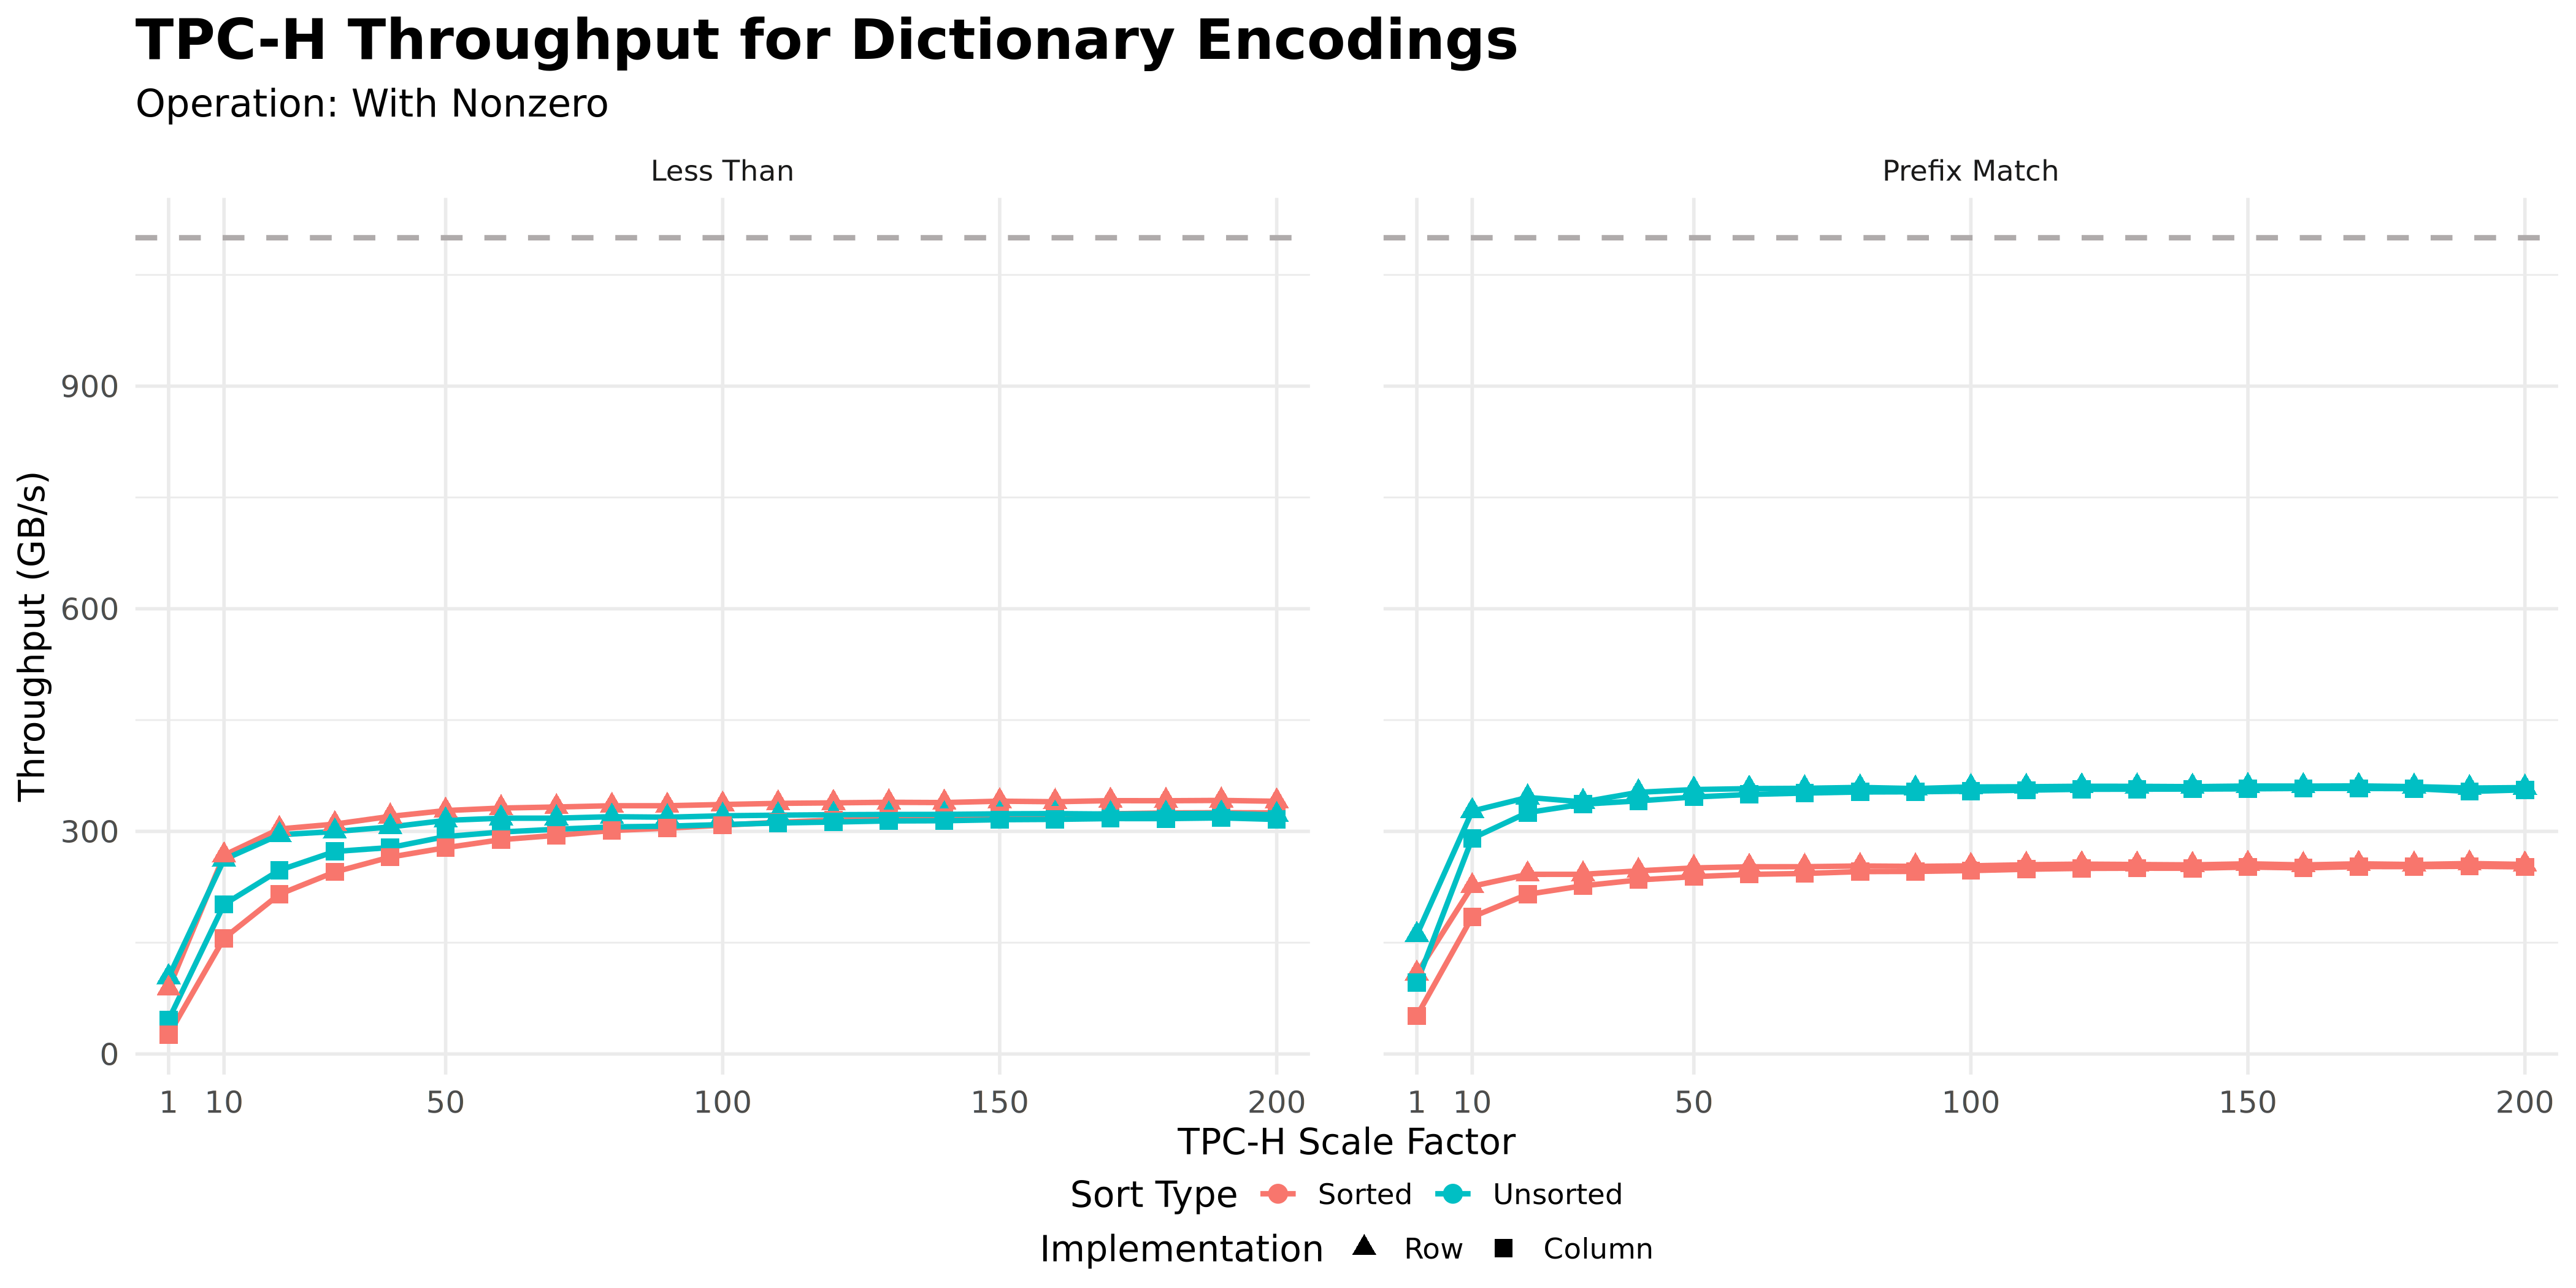 TPC-H Throughput for Dictionary Encodings
Operation: With Nonzero
Less Than
Prefix Match
Throughput (GB/s)
900
600
300
0
1 10 50 100 150 200
1 10 50 100 150 200
TPC-H Scale Factor
Sort Type Sorted Unsorted
Implementation Row Column